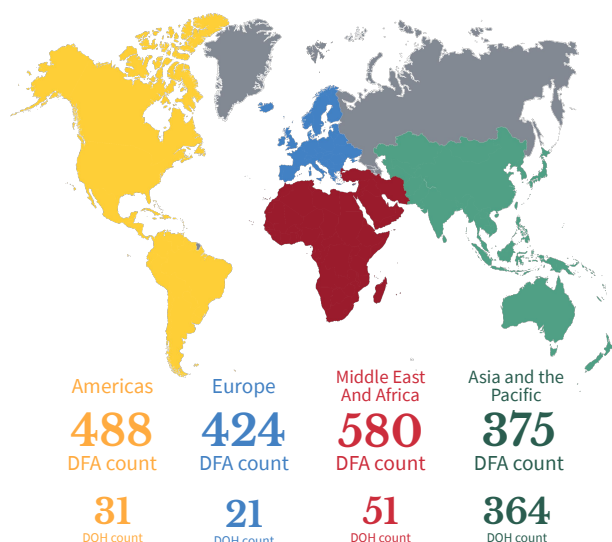 Americas
488
DFA count
31
DOH count
Europe
424
DFA count
21
DOH count
Middle East
And Africa
580
DFA count
51
DOH count
Asia and the
Pacific
375
DFA count
364
DOH count